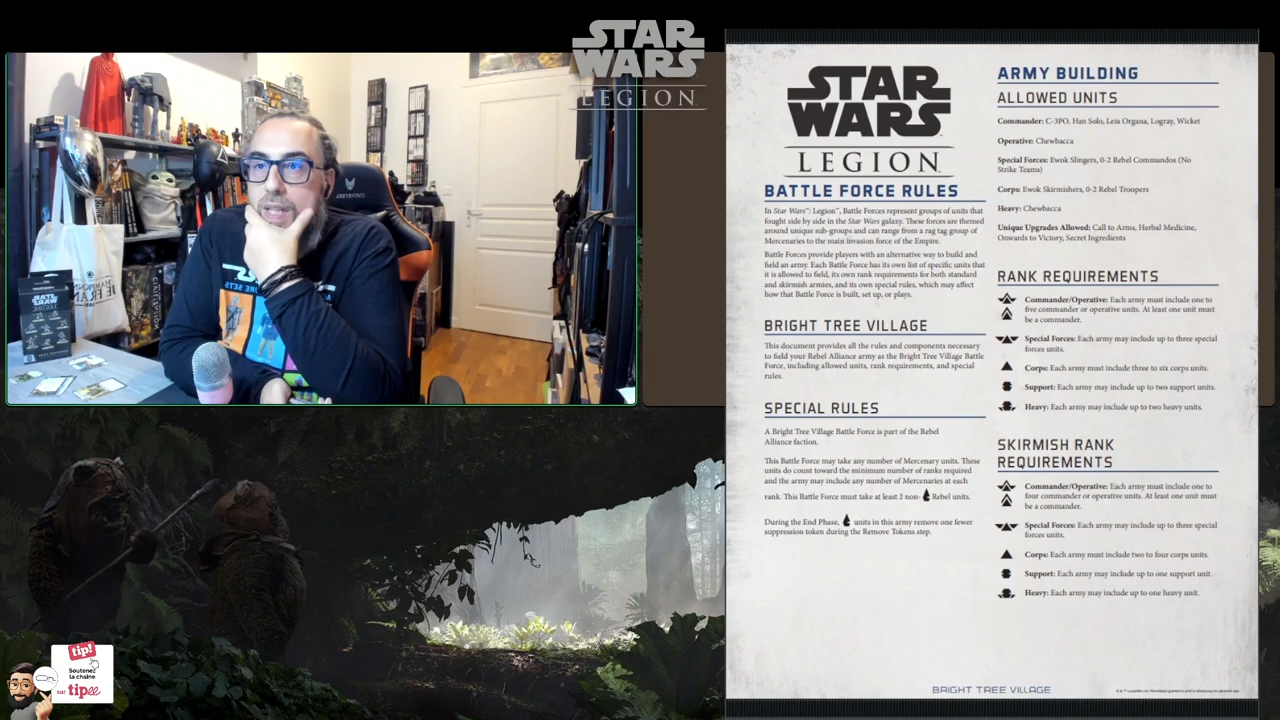 STAR
WARS
LEGION
STAR
WARS
LEGION
BATTLE FORCE RULES
In Star Wars™: Legion™, Battle Forces represent groups of units that
fought side by side in the Star Wars galaxy. These forces are themed
around unique sub-groups and can range from a rag tag group of
Mercenaries to the main invasion force of the Empire.
Battle Forces provide players with an alternative way to build and
field an army. Each Battle Force has its own list of specific units that
it is allowed to field, its own rank requirements for both standard
and skirmish armies, and its own special rules, which may affect
how that Battle Force is built, set up, or plays.
BRIGHT TREE VILLAGE
This document provides all the rules and components necessary
to field your Rebel Alliance army as the Bright Tree Village Battle
Force, including allowed units, rank requirements, and special
rules.
SPECIAL RULES
A Bright Tree Village Battle Force is part of the Rebel
Alliance faction.
This Battle Force may take any number of Mercenary units. These
units do count toward the minimum number of ranks required
and the army may include any number of Mercenaries at each
rank. This Battle Force must take at least 2 non- Rebel units.
During the End Phase, units in this army remove one fewer
suppression token during the Remove Tokens step.
ARMY BUILDING
ALLOWED UNITS
Commander: C-3PO, Han Solo, Leia Organa, Logray, Wicket
Operative: Chewbacca
Special Forces: Ewok Slingers, 0-2 Rebel Commandos (No
Strike Teams)
Corps: Ewok Skirmishers, 0-2 Rebel Troopers
Heavy: Chewbacca
Unique Upgrades Allowed: Call to Arms, Herbal Medicine,
Onwards to Victory, Secret Ingredients
RANK REQUIREMENTS
Commander/Operative: Each army must include one to
five commander or operative units. At least one unit must
be a commander.
Special Forces: Each army may include up to three special
forces units.
Corps: Each army must include three to six corps units.
Support: Each army may include up to two support units.
Heavy: Each army may include up to two heavy units.
SKIRMISH RANK
REQUIREMENTS
Commander/Operative: Each army must include one to
four commander or operative units. At least one unit must
be a commander.
Special Forces: Each army may include up to three special
forces units.
Corps: Each army must include two to four corps units.
Support: Each army may include up to one support unit.
Heavy: Each army may include up to one heavy unit.
BRIGHT TREE VILLAGE
tip!
Soutenez
la chaîne
sur tipeee